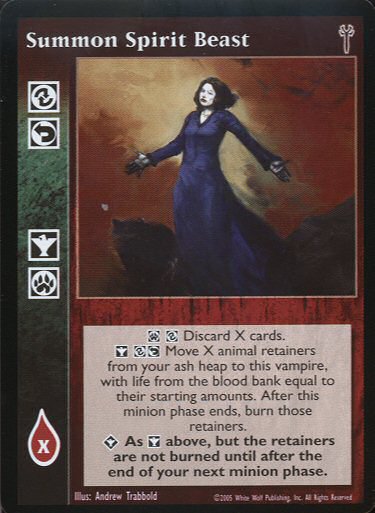 Summon Spirit Beast
Discard X cards.
Move X animal retainers
from your ash heap to this vampire,
with life from the blood bank equal to
their starting amounts. After this
minion phase ends, burn those
retainers.
As above, but the retainers
are not burned until after the
end of your next minion phase.
X
Illus: Andrew Trabbold ©2005 White Wolf Publishing, Inc. All Rights Reserved